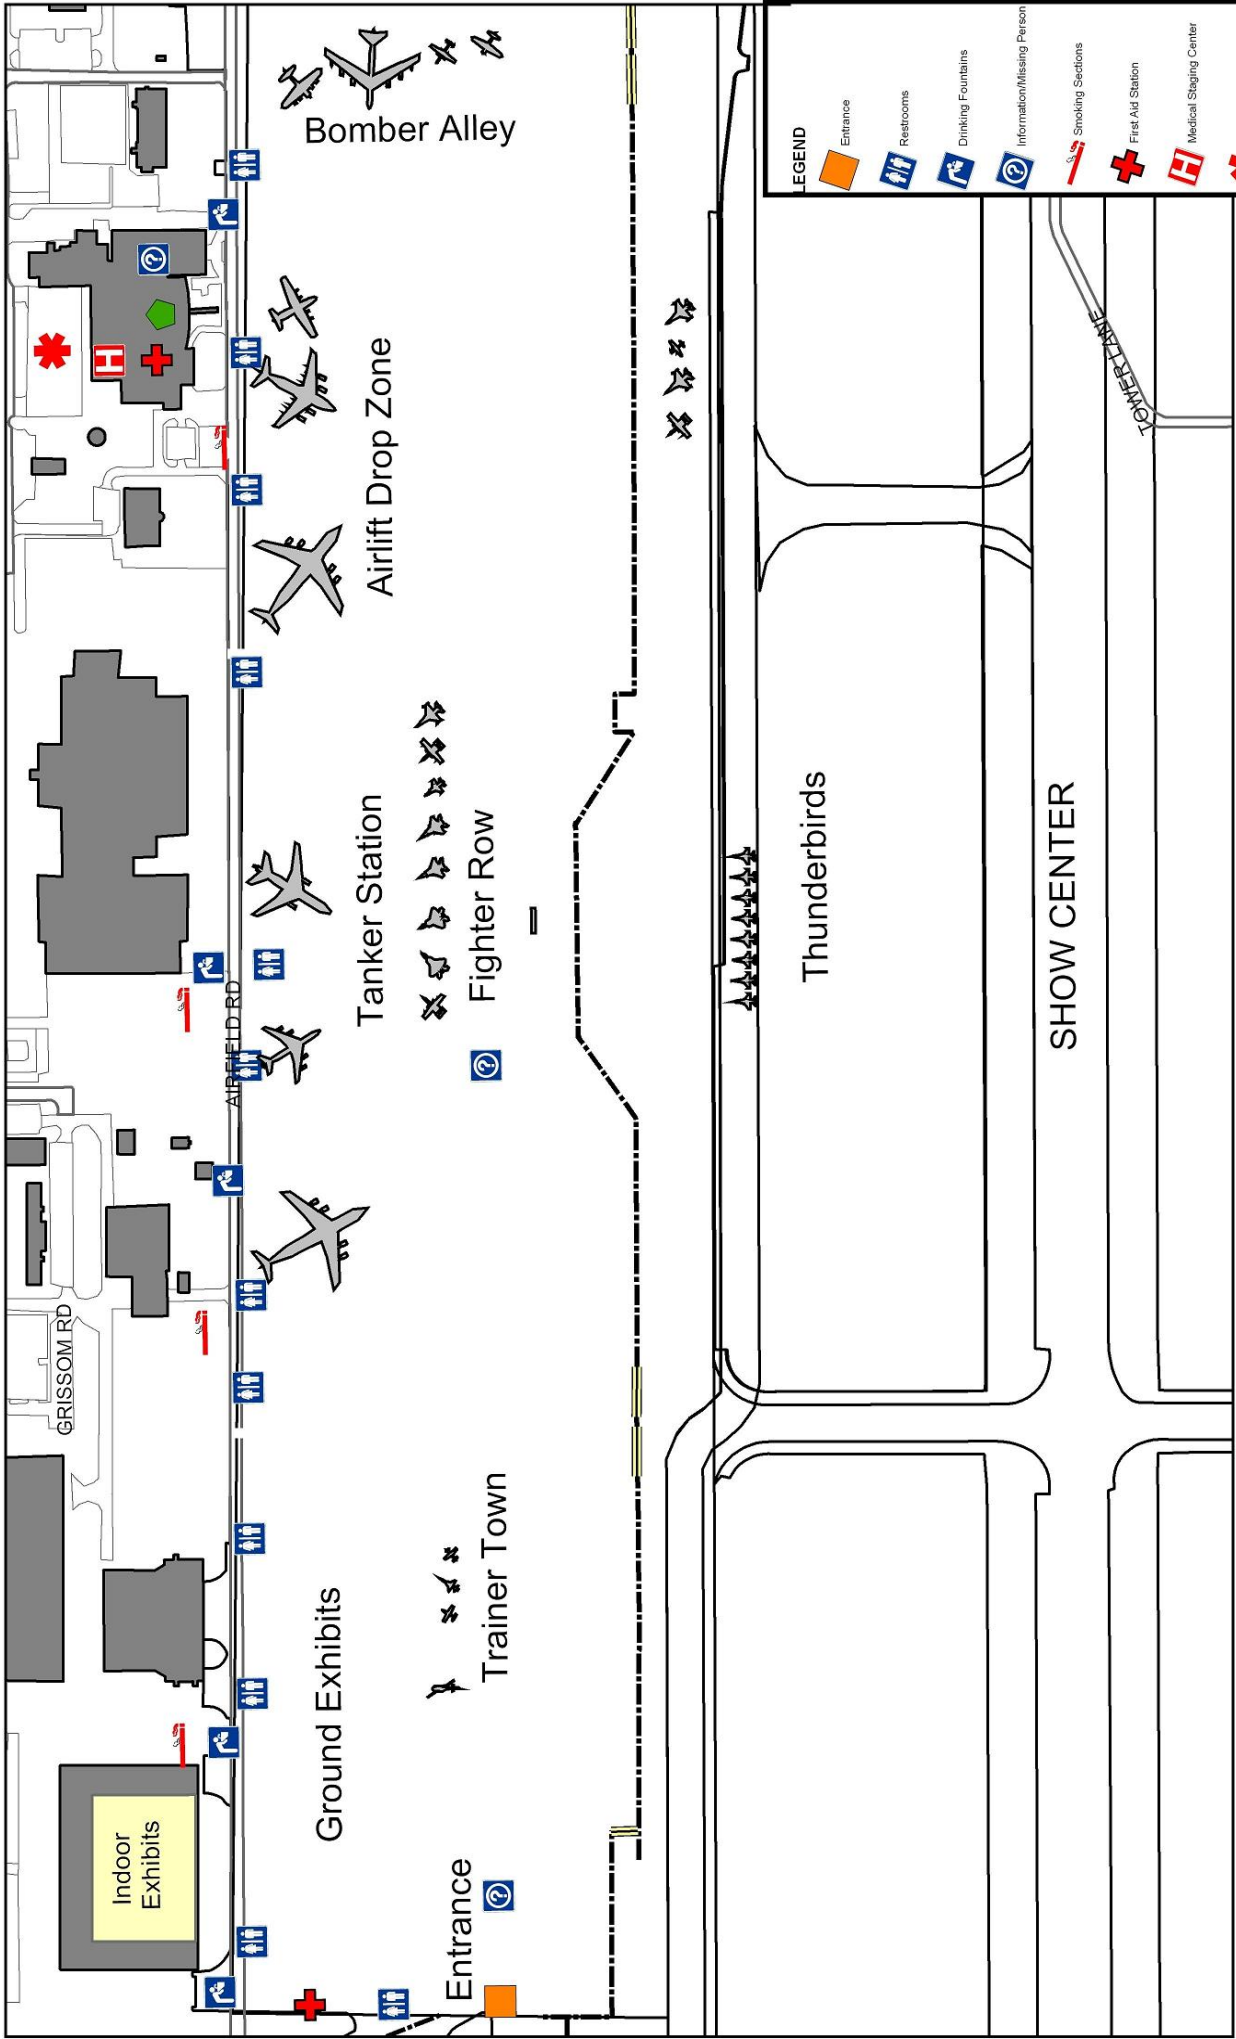 Bomber Alley
Airlift Drop Zone
Tanker Station
Fighter Row
Thunderbirds
SHOW CENTER
TOWER LANE
AIRFIELD RD
GRISSOM RD
Trainer Town
Ground Exhibits
Indoor
Exhibits
Entrance
LEGEND
Entrance
Restrooms
Drinking Fountains
Information/Missing Person
Smoking Sections
First Aid Station
Medical Staging Center